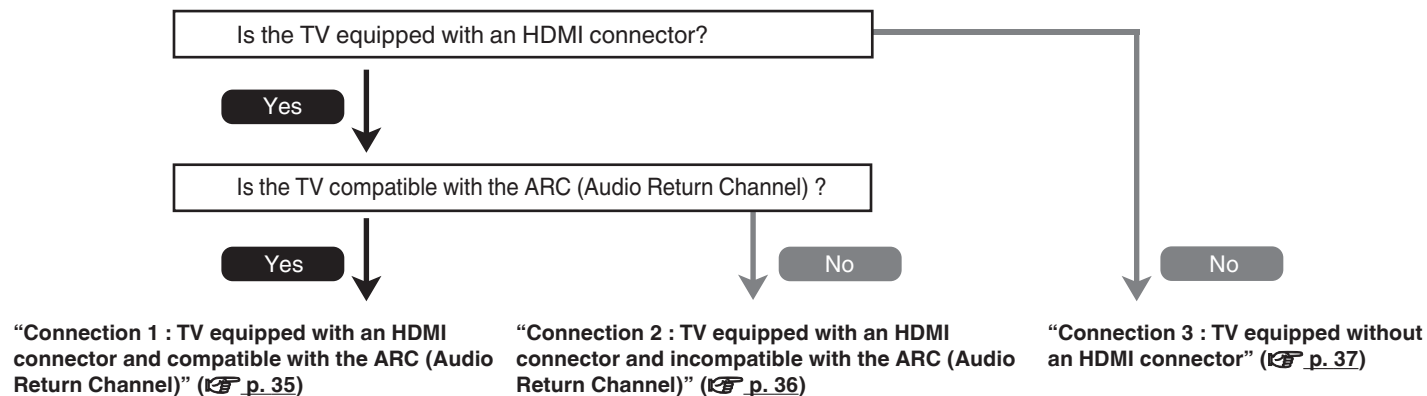 Is the TV equipped with an HDMI connector?
Yes
Is the TV compatible with the ARC (Audio Return Channel) ?
Yes
No
No
“Connection 1 : TV equipped with an HDMI
connector and compatible with the ARC (Audio
Return Channel)” (☞ p. 35)
“Connection 2 : TV equipped with an HDMI
connector and incompatible with the ARC (Audio
Return Channel)” (☞ p. 36)
“Connection 3 : TV equipped without
an HDMI connector” (☞ p. 37)